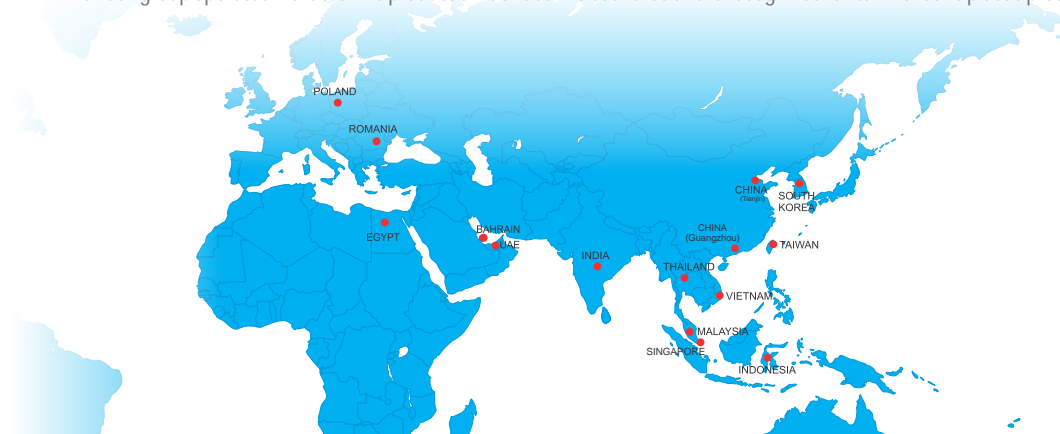 POLAND
ROMANIA
CHINA
(Tianjin)
SOUTH
KOREA
EGYPT
BAHRAIN
UAE
CHINA
(Guangzhou)
TAIWAN
INDIA
THAILAND
VIETNAM
MALAYSIA
SINGAPORE
INDONESIA